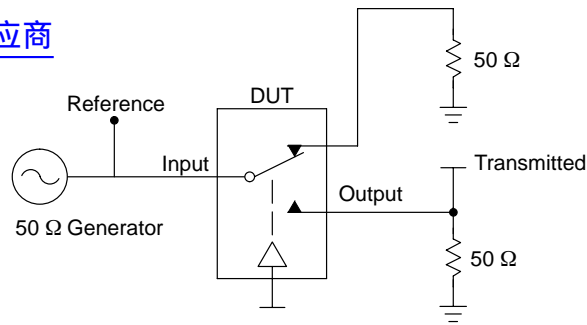 应商
50 Ω
Reference
DUT
Input
Transmitted
Output
50 Ω Generator
50 Ω